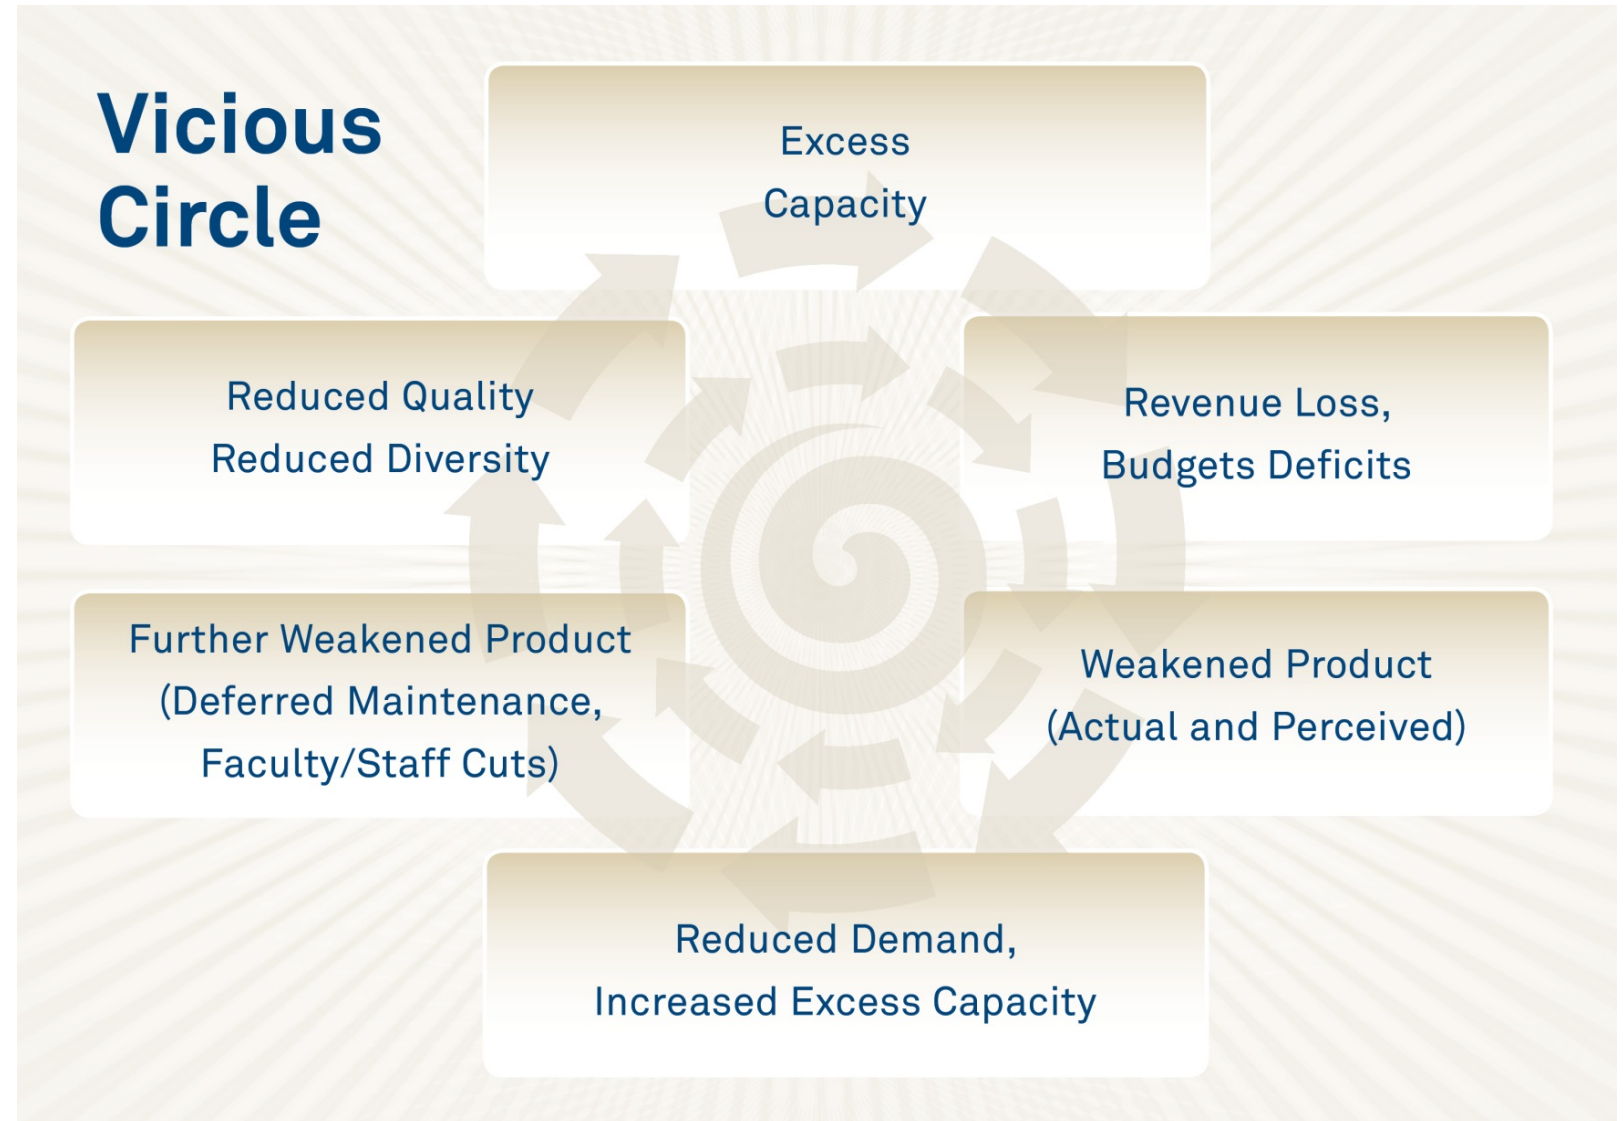 Vicious
Circle
Excess
Capacity
Revenue Loss,
Budgets Deficits
Weakened Product
(Actual and Perceived)
Reduced Demand,
Increased Excess Capacity
Further Weakened Product
(Deferred Maintenance,
Faculty/Staff Cuts)
Reduced Quality
Reduced Diversity